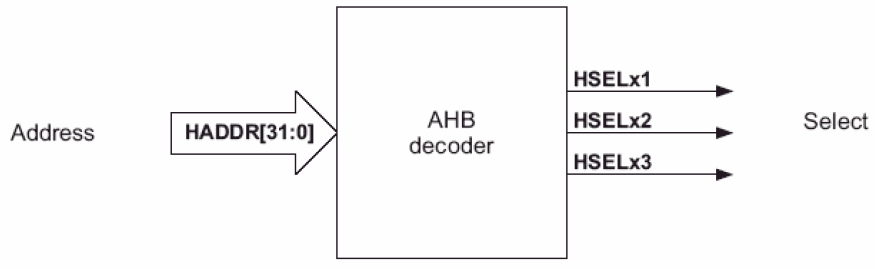 Address
HADDR[31:0]
AHB
decoder
HSELx1
HSELx2
HSELx3
Select